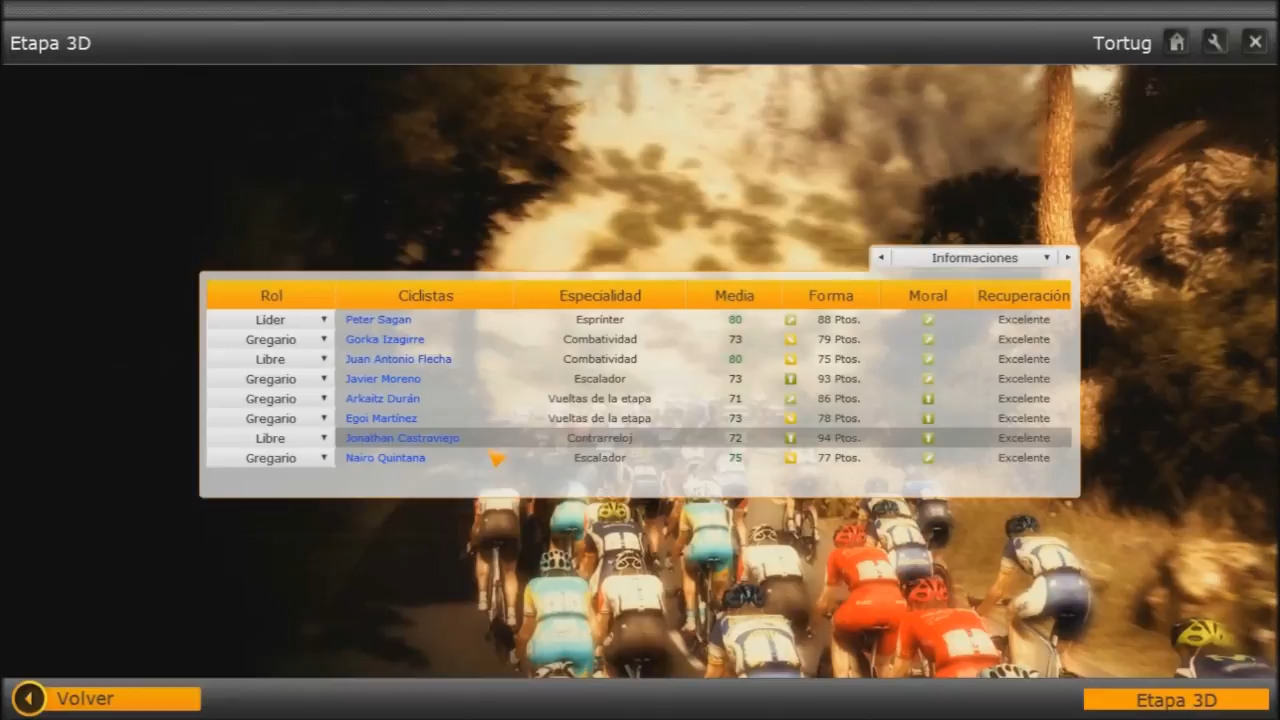 Etapa 3D Tortug
Informaciones
Rol Ciclistas Especialidad Media Forma Moral Recuperación
Líder Peter Sagan Esprínter 80 88 Ptos. Excelente
Gregario Gorka Izagirre Combatividad 73 79 Ptos. Excelente
Libre Juan Antonio Flecha Combatividad 80 75 Ptos. Excelente
Gregario Javier Moreno Escalador 73 93 Ptos. Excelente
Gregario Arkaitz Durán Vueltas de la etapa 71 86 Ptos. Excelente
Gregario Egoi Martínez Vueltas de la etapa 73 78 Ptos. Excelente
Libre Jonathan Castroviejo Contrarreloj 72 94 Ptos. Excelente
Gregario Nairo Quintana Escalador 75 77 Ptos. Excelente
Volver Etapa 3D